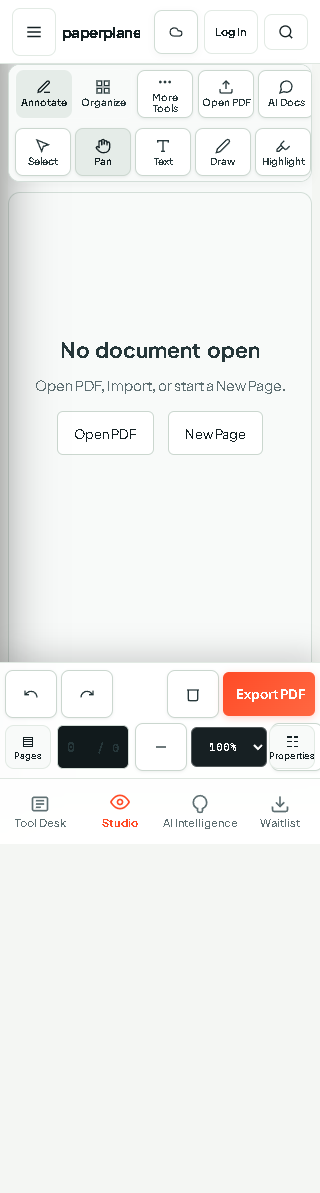 paperplane
Log In
Annotate
Organize
More
Tools
Open PDF
AI Docs
Select
Pan
Text
Draw
Highlight
No document open
Open PDF, Import, or start a New Page.
Open PDF
New Page
Export PDF
Pages
0 / 0
100%
Properties
Tool Desk
Studio
AI Intelligence
Waitlist